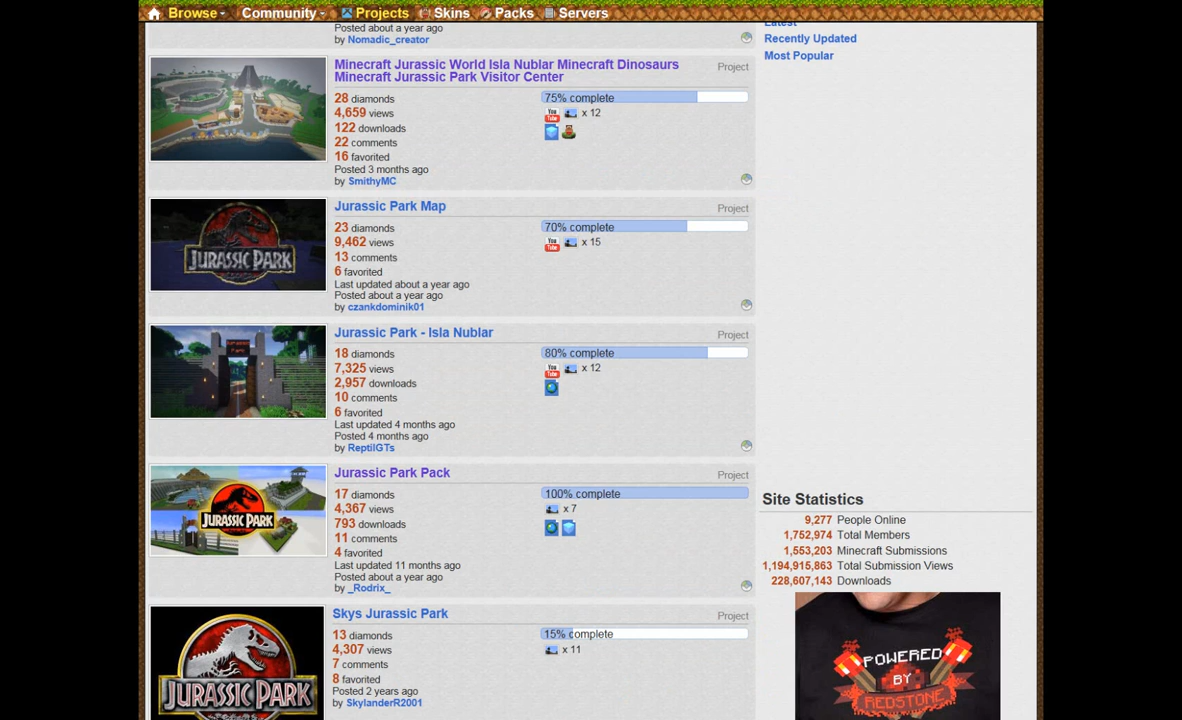 Browse Community Projects Skins Packs Servers
Posted about a year ago
by Nomadic_creator
Minecraft Jurassic World Isla Nublar Minecraft Dinosaurs
Minecraft Jurassic Park Visitor Center
Project
28 diamonds
75% complete
4,659 views
x 12
122 downloads
22 comments
16 favorited
Posted 3 months ago
by SmithyMC
JURASSIC PARK
Jurassic Park Map
Project
23 diamonds
70% complete
9,462 views
x 15
13 comments
6 favorited
Last updated about a year ago
Posted about a year ago
by czankdominik01
Jurassic Park - Isla Nublar
Project
18 diamonds
80% complete
7,325 views
x 12
2,957 downloads
10 comments
6 favorited
Last updated 4 months ago
Posted 4 months ago
by ReptilGTs
JURASSIC PARK
Jurassic Park Pack
Project
17 diamonds
100% complete
4,367 views
x 7
793 downloads
11 comments
4 favorited
Last updated 11 months ago
Posted about a year ago
by _Rodrix_
JURASSIC PARK
Skys Jurassic Park
Project
13 diamonds
15% complete
4,307 views
x 11
7 comments
8 favorited
Posted 2 years ago
by SkylanderR2001
Latest
Recently Updated
Most Popular
Site Statistics
9,277 People Online
1,752,974 Total Members
1,553,203 Minecraft Submissions
1,194,915,863 Total Submission Views
228,607,143 Downloads
POWERED
BY
REDSTONE